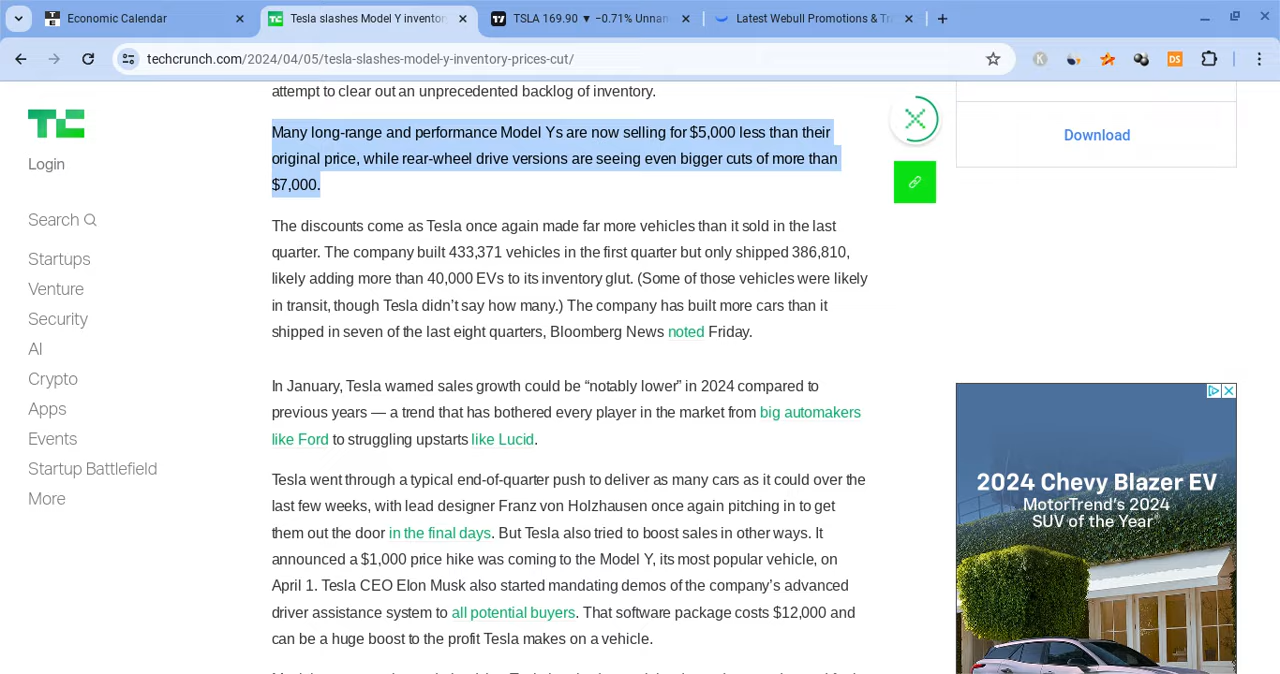 Economic Calendar
Tesla slashes Model Y inventor
TSLA 169.90 ▼ −0.71% Unnan
Latest Webull Promotions & Tr
techcrunch.com/2024/04/05/tesla-slashes-model-y-inventory-prices-cut/
K
DS
TC
Login
Search
Startups
Venture
Security
AI
Crypto
Apps
Events
Startup Battlefield
More
attempt to clear out an unprecedented backlog of inventory.
Many long-range and performance Model Ys are now selling for $5,000 less than their
original price, while rear-wheel drive versions are seeing even bigger cuts of more than
$7,000.
The discounts come as Tesla once again made far more vehicles than it sold in the last
quarter. The company built 433,371 vehicles in the first quarter but only shipped 386,810,
likely adding more than 40,000 EVs to its inventory glut. (Some of those vehicles were likely
in transit, though Tesla didn’t say how many.) The company has built more cars than it
shipped in seven of the last eight quarters, Bloomberg News noted Friday.
In January, Tesla warned sales growth could be “notably lower” in 2024 compared to
previous years — a trend that has bothered every player in the market from big automakers
like Ford to struggling upstarts like Lucid.
Tesla went through a typical end-of-quarter push to deliver as many cars as it could over the
last few weeks, with lead designer Franz von Holzhausen once again pitching in to get
them out the door in the final days. But Tesla also tried to boost sales in other ways. It
announced a $1,000 price hike was coming to the Model Y, its most popular vehicle, on
April 1. Tesla CEO Elon Musk also started mandating demos of the company’s advanced
driver assistance system to all potential buyers. That software package costs $12,000 and
can be a huge boost to the profit Tesla makes on a vehicle.
Download
2024 Chevy Blazer EV
MotorTrend's 2024
SUV of the Year